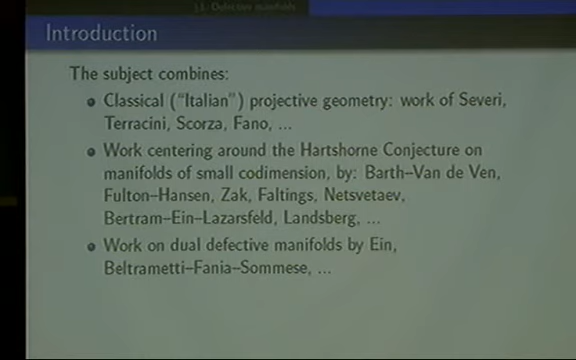 1.1. Defective manifolds
Introduction
The subject combines:
Classical ("Italian") projective geometry: work of Severi,
Terracini, Scorza, Fano, ...
Work centering around the Hartshorne Conjecture on
manifolds of small codimension, by: Barth–Van de Ven,
Fulton–Hansen, Zak, Faltings, Netsvetaev,
Bertram–Ein–Lazarsfeld, Landsberg, ...
Work on dual defective manifolds by Ein,
Beltrametti–Fania–Sommese, ...